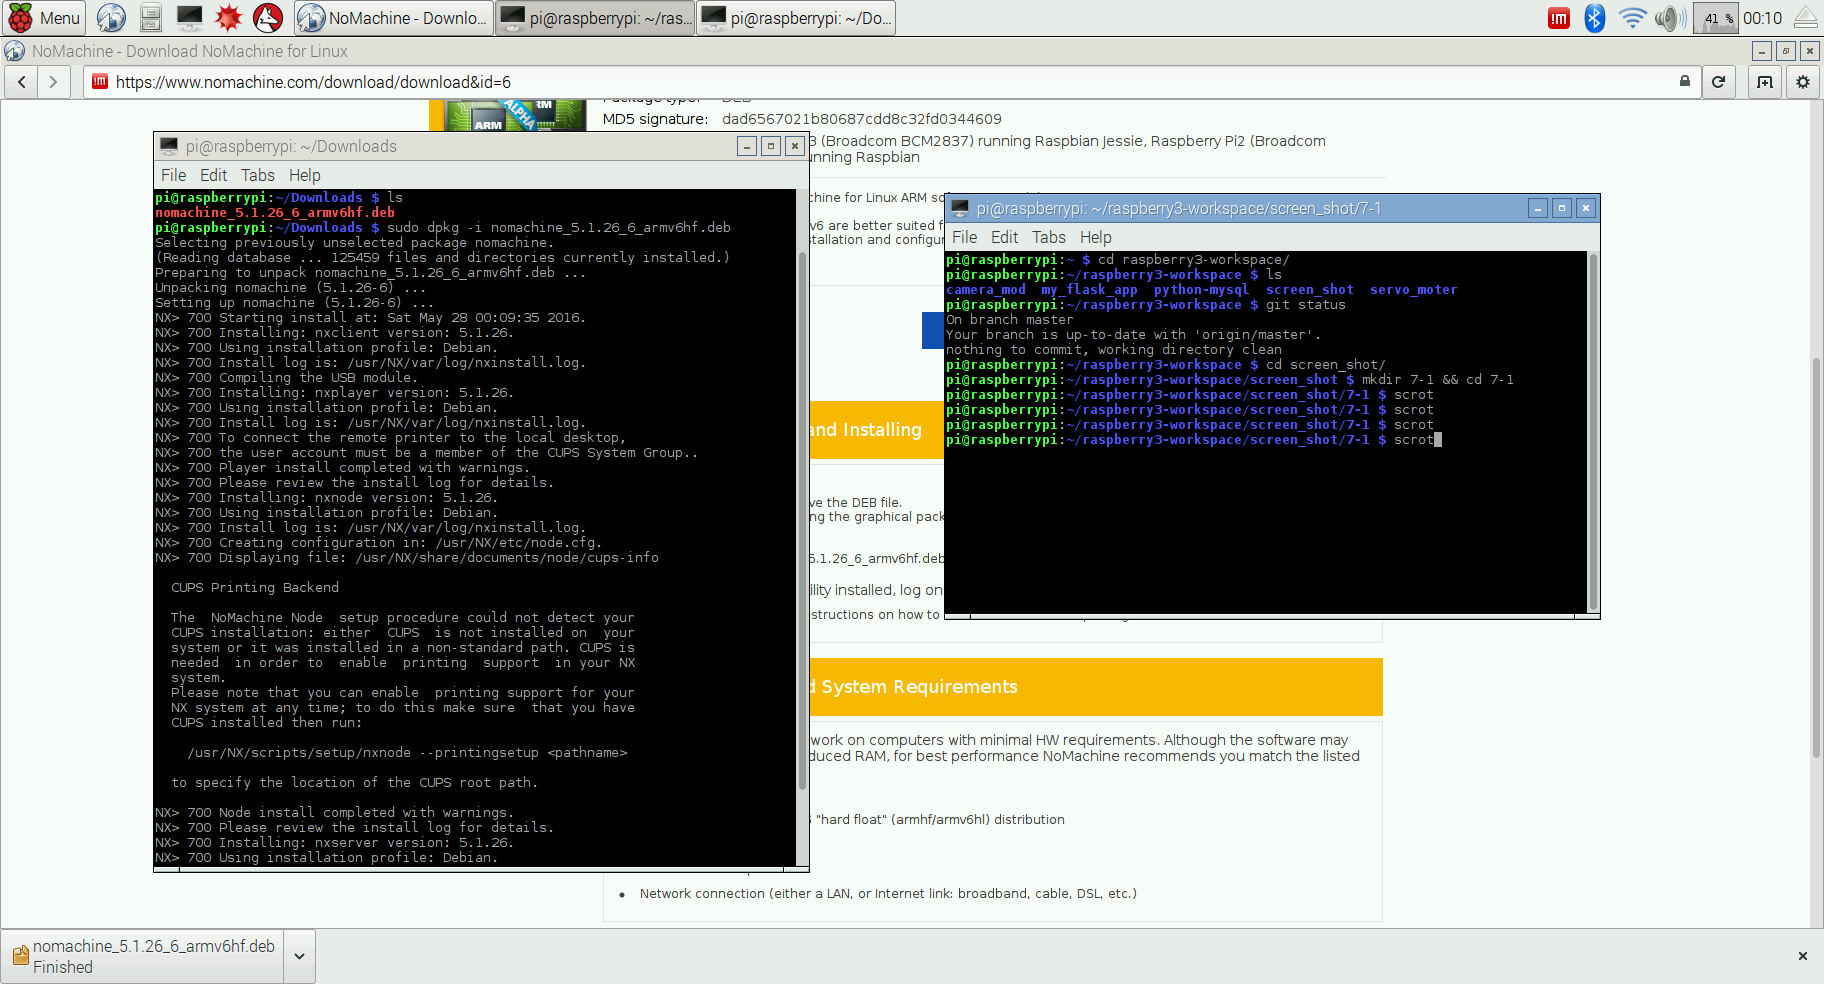 Menu
NoMachine - Downlo...
pi@raspberrypi: ~/ras...
pi@raspberrypi: ~/Do...
41 %
00:10
NoMachine - Download NoMachine for Linux
https://www.nomachine.com/download/download&id=6
Package type: DEB
ARM
ALPHA
MD5 signature: dad6567021b80687cdd8c32fd0344609
3 (Broadcom BCM2837) running Raspbian Jessie, Raspberry Pi2 (Broadcom
nning Raspbian
hine for Linux ARM
v6 are better suited f
stallation and configur
and Installing
ve the DEB file.
ng the graphical pack
5.1.26_6_armv6hf.deb
ility installed, log on
structions on how to
d System Requirements
work on computers with minimal HW requirements. Although the software may
duced RAM, for best performance NoMachine recommends you match the listed
"hard float" (armhf/armv6hl) distribution
• Network connection (either a LAN, or Internet link: broadband, cable, DSL, etc.)
pi@raspberrypi: ~/Downloads
File Edit Tabs Help
pi@raspberrypi:~/Downloads $ ls
nomachine_5.1.26_6_armv6hf.deb
pi@raspberrypi:~/Downloads $ sudo dpkg -i nomachine_5.1.26_6_armv6hf.deb
Selecting previously unselected package nomachine.
(Reading database ... 125459 files and directories currently installed.)
Preparing to unpack nomachine_5.1.26_6_armv6hf.deb ...
Unpacking nomachine (5.1.26-6) ...
Setting up nomachine (5.1.26-6) ...
NX> 700 Starting install at: Sat May 28 00:09:35 2016.
NX> 700 Installing: nxclient version: 5.1.26.
NX> 700 Using installation profile: Debian.
NX> 700 Install log is: /usr/NX/var/log/nxinstall.log.
NX> 700 Compiling the USB module.
NX> 700 Installing: nxplayer version: 5.1.26.
NX> 700 Using installation profile: Debian.
NX> 700 Install log is: /usr/NX/var/log/nxinstall.log.
NX> 700 To connect the remote printer to the local desktop,
NX> 700 the user account must be a member of the CUPS System Group..
NX> 700 Player install completed with warnings.
NX> 700 Please review the install log for details.
NX> 700 Installing: nxnode version: 5.1.26.
NX> 700 Using installation profile: Debian.
NX> 700 Install log is: /usr/NX/var/log/nxinstall.log.
NX> 700 Creating configuration in: /usr/NX/etc/node.cfg.
NX> 700 Displaying file: /usr/NX/share/documents/node/cups-info
CUPS Printing Backend
The  NoMachine Node  setup procedure could not detect your
CUPS installation: either  CUPS  is not installed on  your
system or it was installed in a non-standard path. CUPS is
needed  in order to  enable  printing  support  in your NX
system.
Please note that you can enable  printing support for your
NX system at any time; to do this make sure  that you have
CUPS installed then run:
/usr/NX/scripts/setup/nxnode --printingsetup <pathname>
to specify the location of the CUPS root path.
NX> 700 Node install completed with warnings.
NX> 700 Please review the install log for details.
NX> 700 Installing: nxserver version: 5.1.26.
NX> 700 Using installation profile: Debian.
pi@raspberrypi: ~/raspberry3-workspace/screen_shot/7-1
File Edit Tabs Help
pi@raspberrypi:~ $ cd raspberry3-workspace/
pi@raspberrypi:~/raspberry3-workspace $ ls
camera_mod  my_flask_app  python-mysql  screen_shot  servo_moter
pi@raspberrypi:~/raspberry3-workspace $ git status
On branch master
Your branch is up-to-date with 'origin/master'.
nothing to commit, working directory clean
pi@raspberrypi:~/raspberry3-workspace $ cd screen_shot/
pi@raspberrypi:~/raspberry3-workspace/screen_shot $ mkdir 7-1 && cd 7-1
pi@raspberrypi:~/raspberry3-workspace/screen_shot/7-1 $ scrot
pi@raspberrypi:~/raspberry3-workspace/screen_shot/7-1 $ scrot
pi@raspberrypi:~/raspberry3-workspace/screen_shot/7-1 $ scrot
pi@raspberrypi:~/raspberry3-workspace/screen_shot/7-1 $ scrot
nomachine_5.1.26_6_armv6hf.deb
Finished